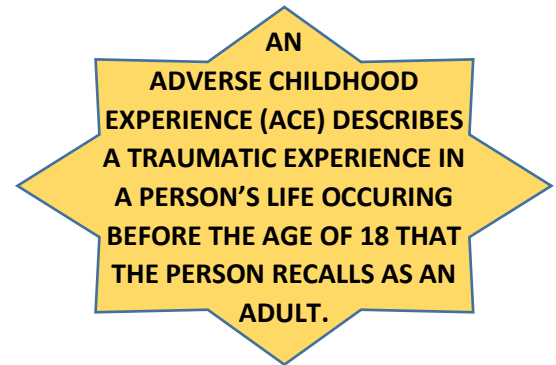 AN
ADVERSE CHILDHOOD
EXPERIENCE (ACE) DESCRIBES
A TRAUMATIC EXPERIENCE IN
A PERSON’S LIFE OCCURING
BEFORE THE AGE OF 18 THAT
THE PERSON RECALLS AS AN
ADULT.